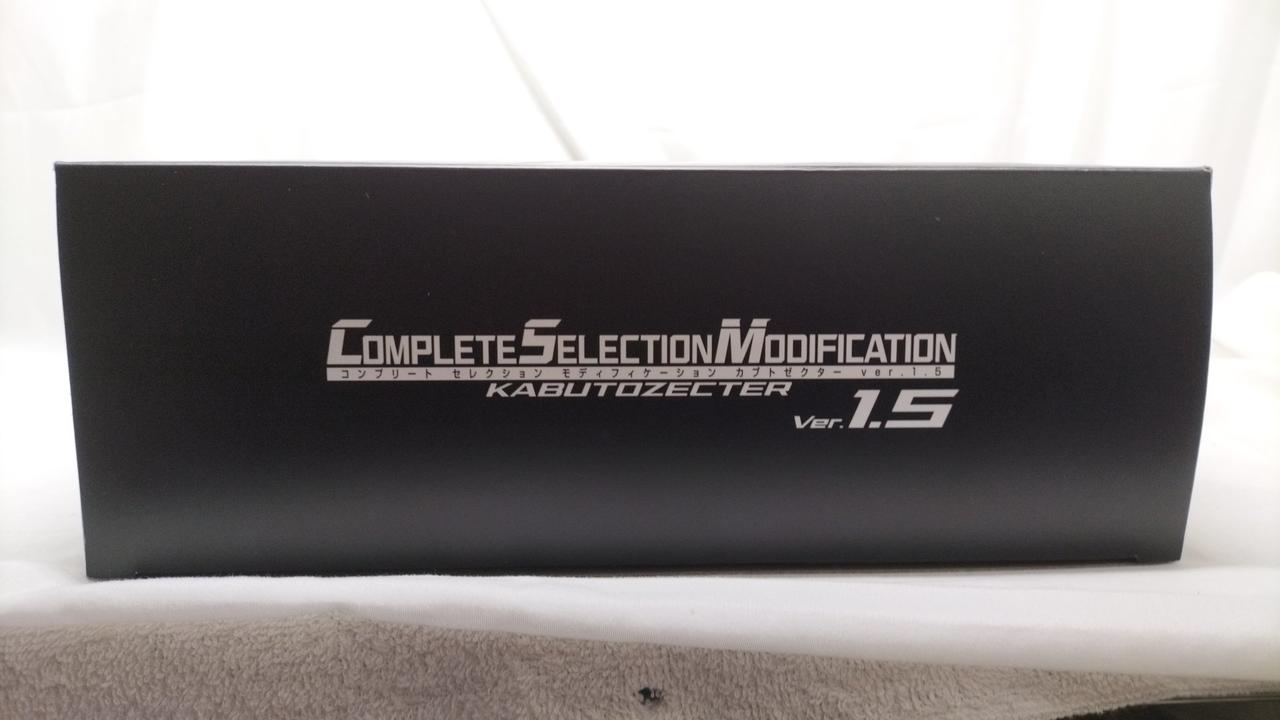 COMPLETE SELECTION MODIFICATION
コンプリート セレクション モディフィケーション カブトゼクター ver.1.5
KABUTOZECTER
Ver.1.5